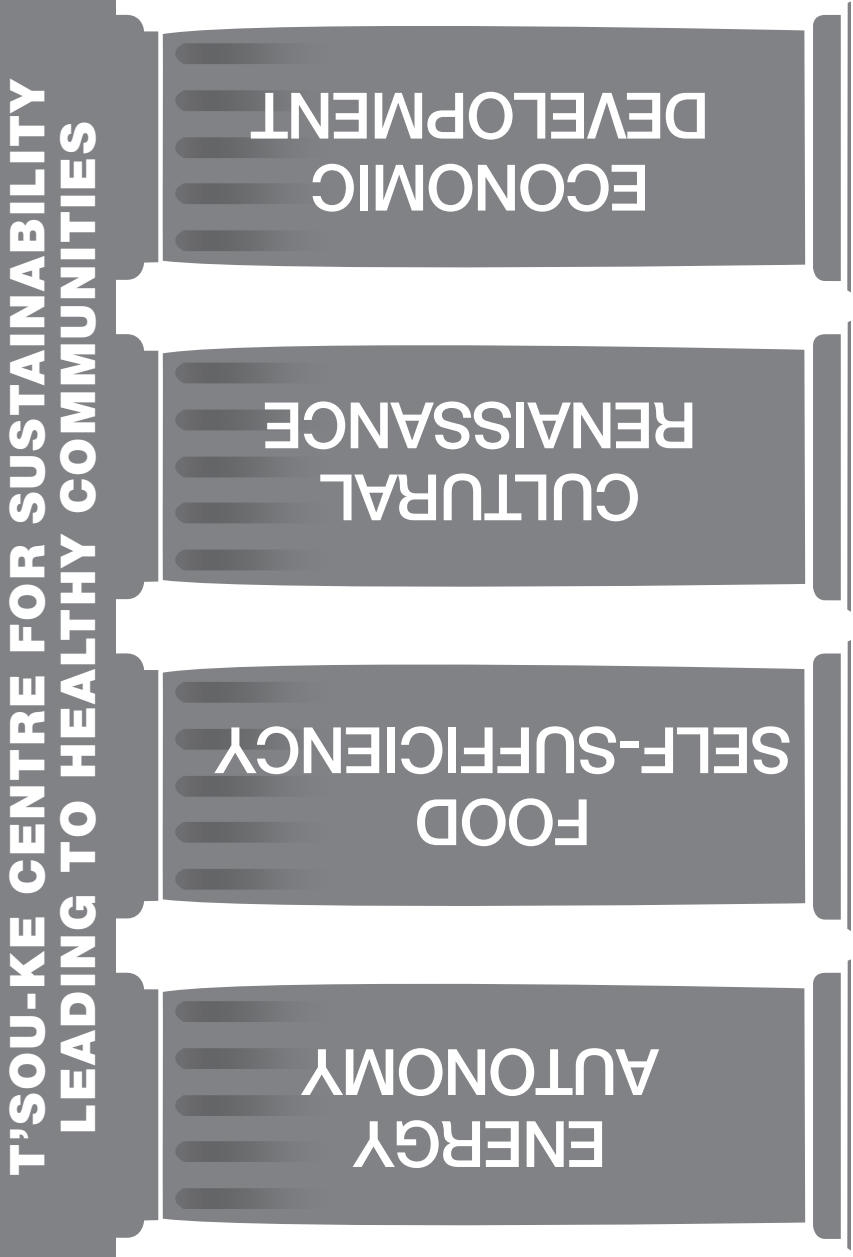 T'SOU-KE CENTRE FOR SUSTAINABILITY
LEADING TO HEALTHY COMMUNITIES
ENERGY
AUTONOMY
FOOD
SELF-SUFFICIENCY
CULTURAL
RENAISSANCE
ECONOMIC
DEVELOPMENT